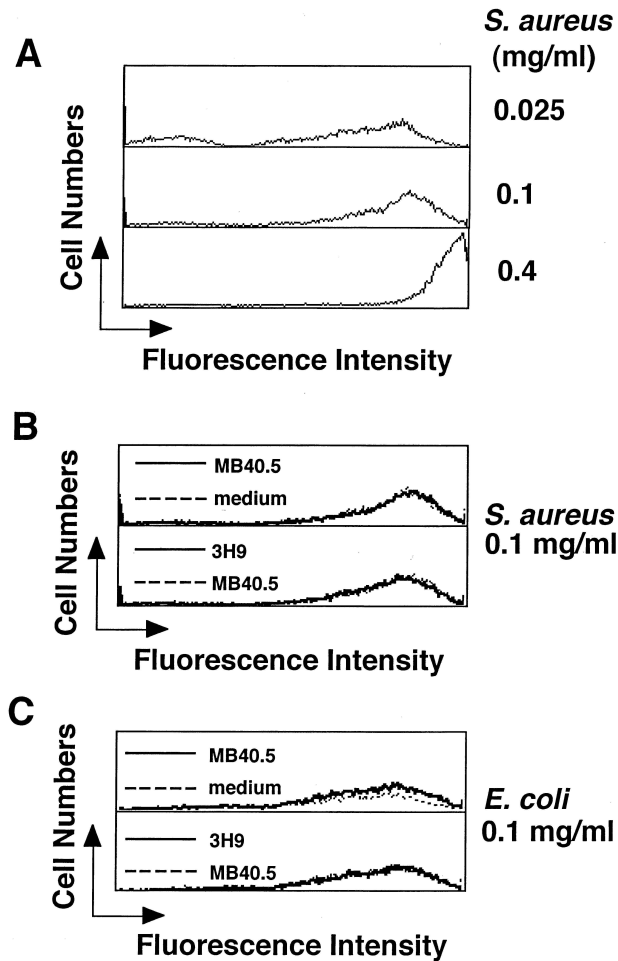 A
S. aureus
(mg/ml)
0.025
0.1
0.4
Cell Numbers
Fluorescence Intensity
B
MB40.5
medium
3H9
MB40.5
S. aureus
0.1 mg/ml
Cell Numbers
Fluorescence Intensity
C
MB40.5
medium
3H9
MB40.5
E. coli
0.1 mg/ml
Cell Numbers
Fluorescence Intensity